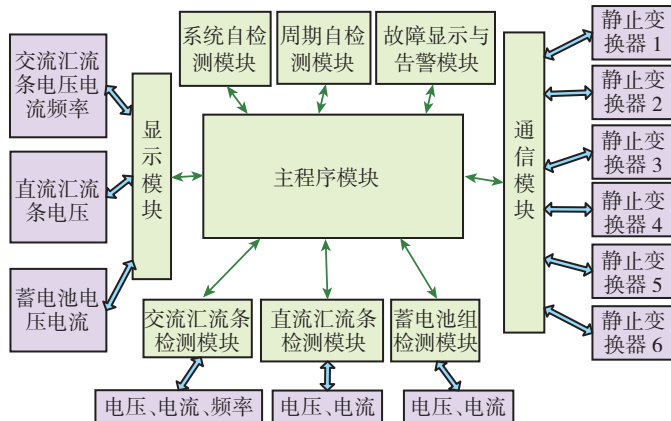 交流汇流
条电压电
流频率
直流汇流
条电压
蓄电池电
压电流
显
示
模
块
系统自检
测模块
周期自检
测模块
故障显示与
告警模块
主程序模块
交流汇流条
检测模块
直流汇流条
检测模块
蓄电池组
检测模块
电压、电流、频率
电压、电流
电压、电流
通
信
模
块
静止变
换器1
静止变
换器2
静止变
换器3
静止变
换器4
静止变
换器5
静止变
换器6